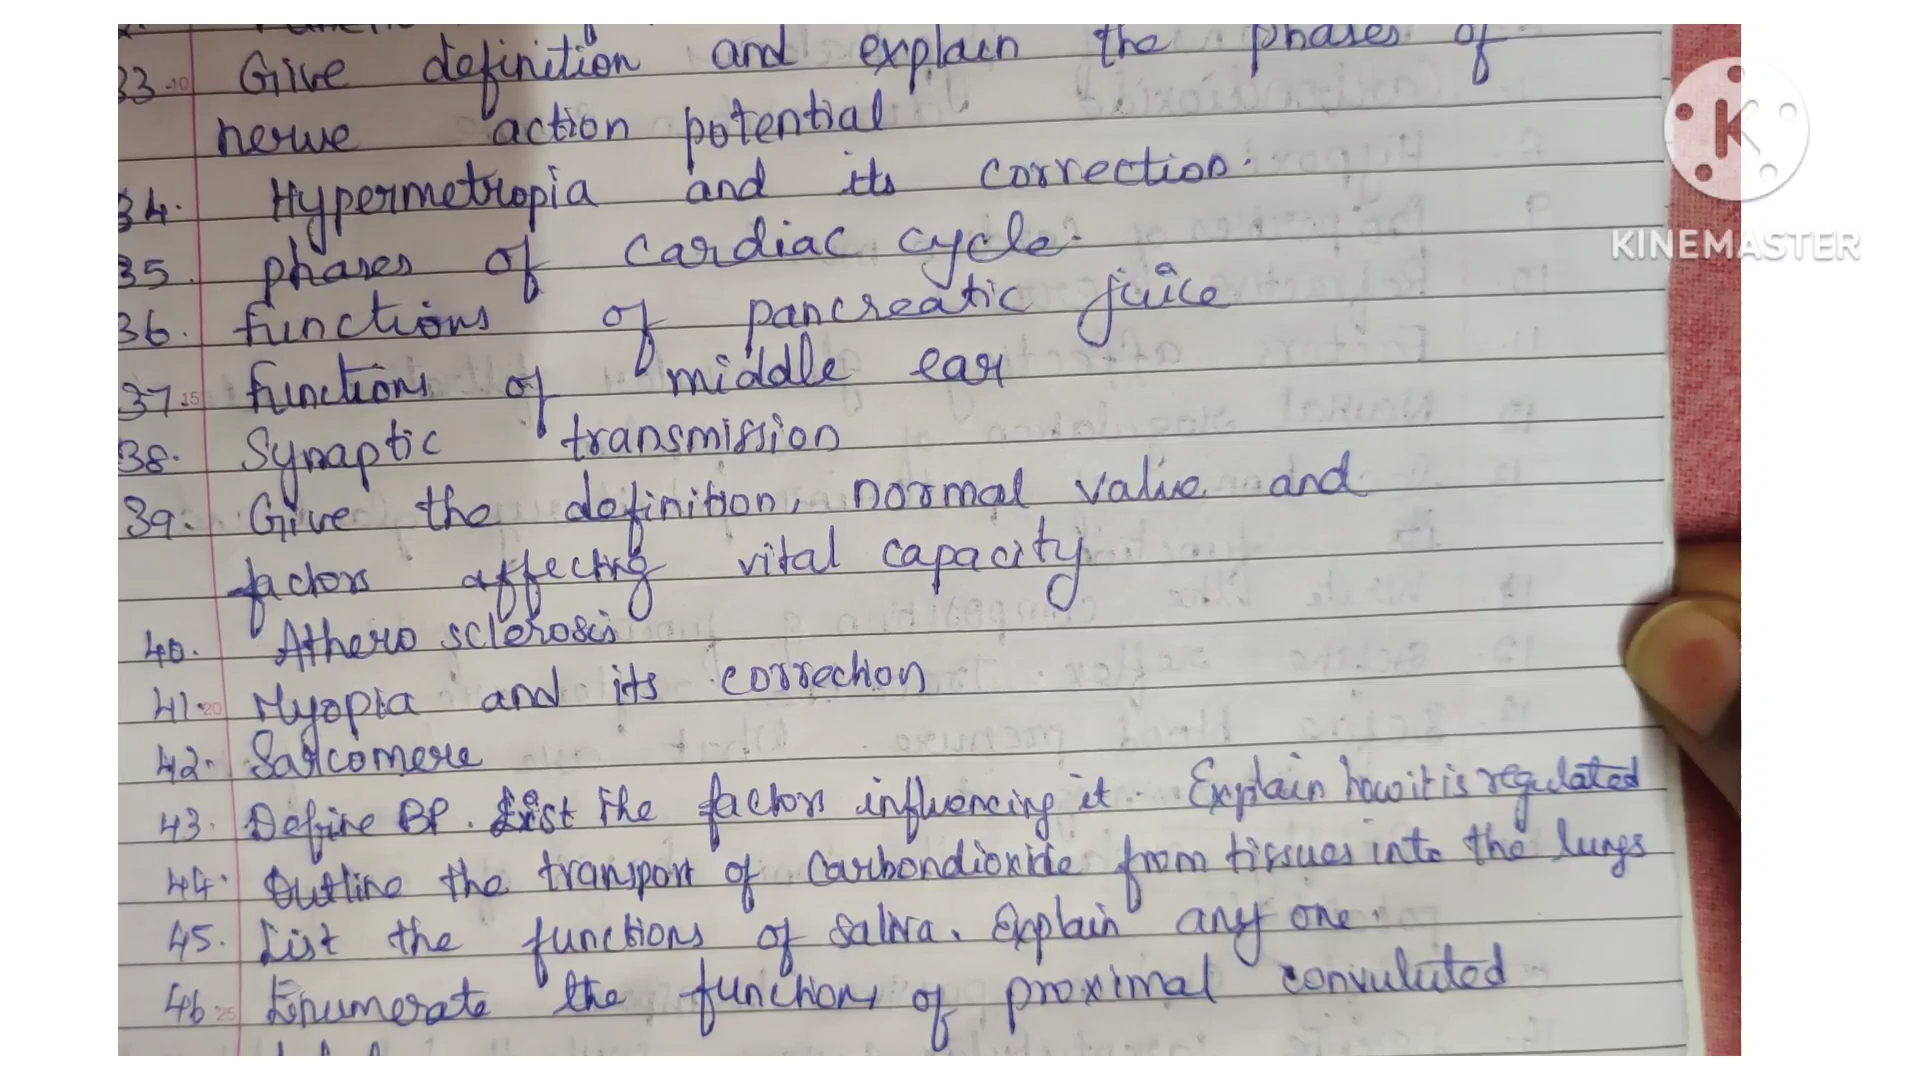 33. Give definition and explain the phases of
nerve action potential
34. Hypermetropia and its correction.
35. phases of cardiac cycle.
36. functions of pancreatic juice
37. functions of middle ear
38. Synaptic transmission
39. Give the definition, normal value and
factors affecting vital capacity
40. Athero sclerosis
41. Myopia and its correction
42. Sarcomere
43. Define BP. List the factors influencing it. Explain how it is regulated
44. Outline the transport of carbondioxide from tissues into the lungs
45. List the functions of saliva. Explain any one.
46. Enumerate the functions of proximal convuluted
K
KINEMASTER